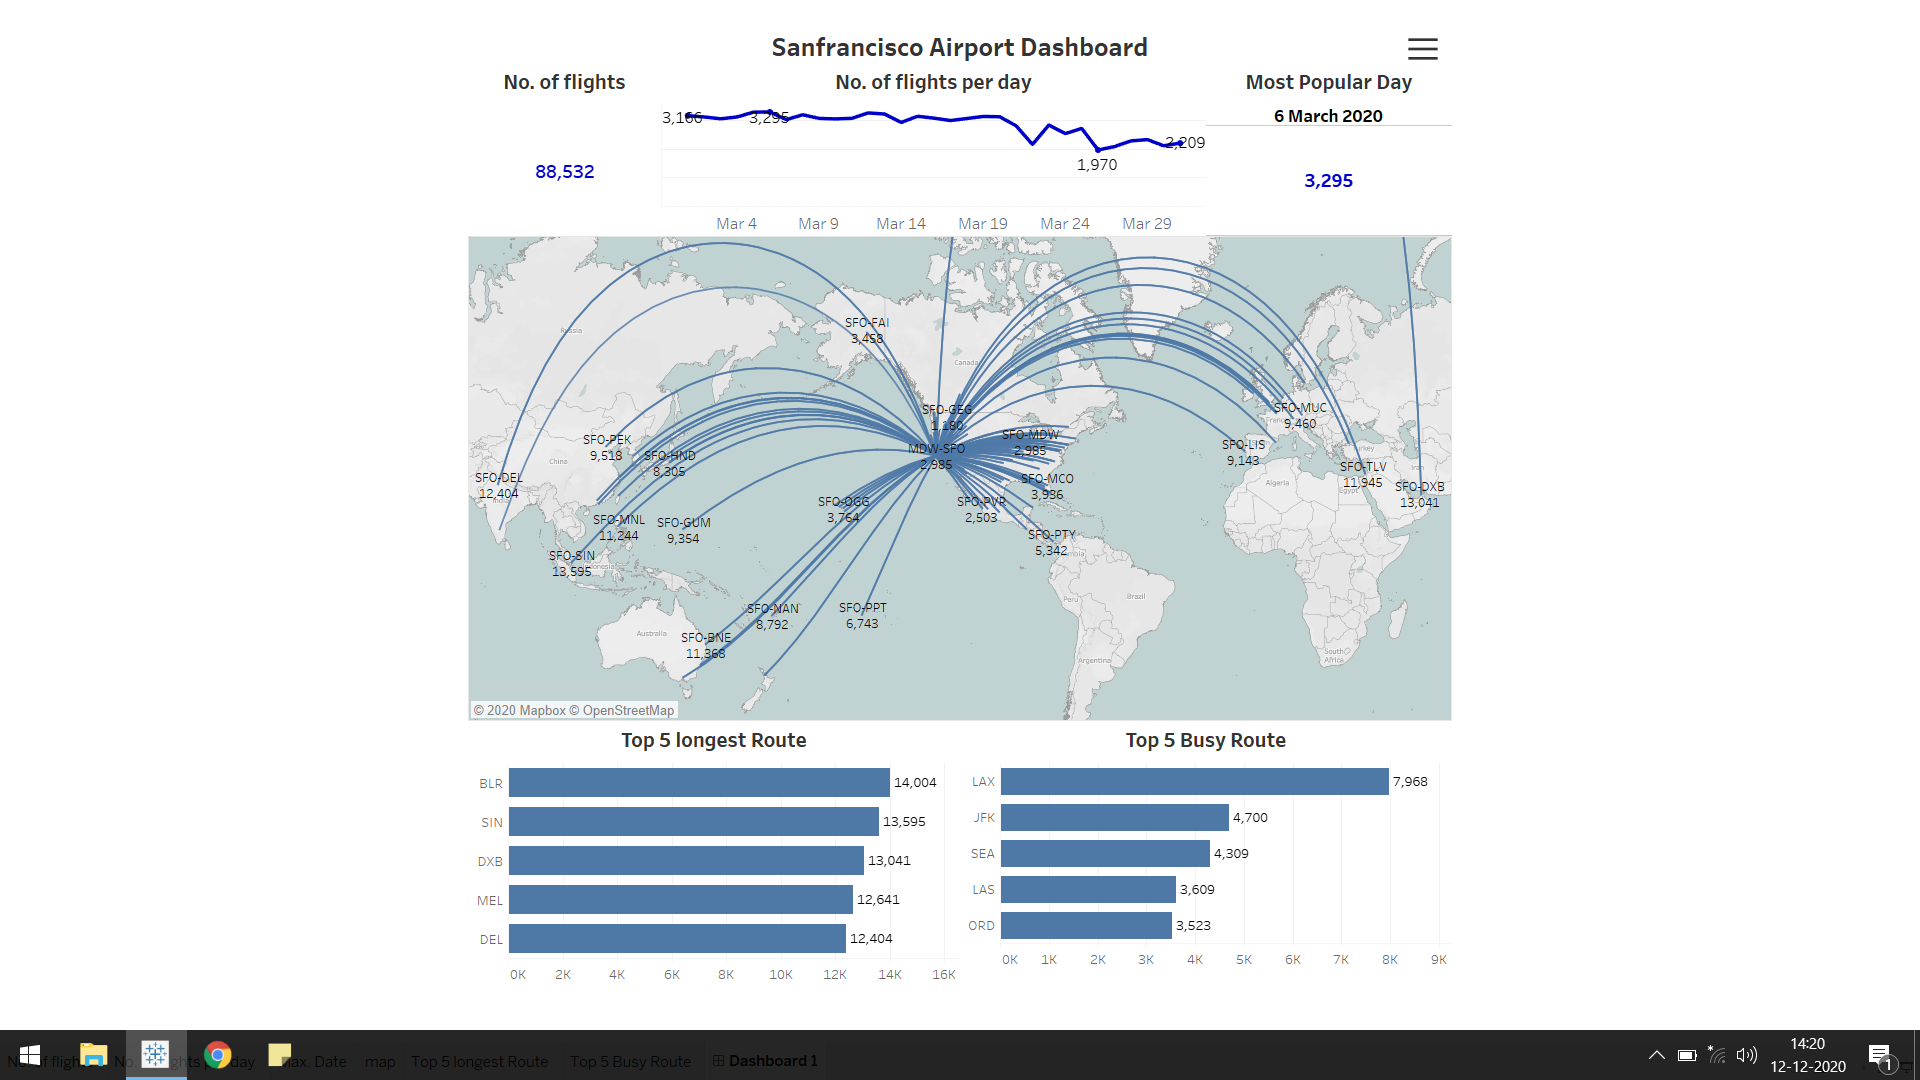 Sanfrancisco Airport Dashboard
No. of flights
No. of flights per day
Most Popular Day
6 March 2020
3,166
3,295
2,209
1,970
88,532
3,295
Mar 4
Mar 9
Mar 14
Mar 19
Mar 24
Mar 29
SFO-FAI
3,458
Russia
Canada
SFO-GEG
1,180
SFO-MUC
9,460
France
SFO-PEK
9,518
SFO-HND
8,305
MDW-SFO
2,985
SFO-MDW
2,985
SFO-LIS
9,143
Turkey
China
SFO-TLV
11,945
Iran
SFO-DEL
12,404
India
SFO-MCO
3,936
Algeria
Egypt
SFO-DXB
13,041
SFO-OGG
3,764
SFO-PVR
2,503
SFO-MNL
11,244
SFO-GUM
9,354
SFO-PTY
5,342
SFO-SIN
13,595
Peru
Brazil
SFO-NAN
8,792
SFO-PPT
6,743
Australia
SFO-BNE
11,368
Argentina
South
Africa
© 2020 Mapbox © OpenStreetMap
Top 5 longest Route
BLR 14,004
SIN 13,595
DXB 13,041
MEL 12,641
DEL 12,404
0K 2K 4K 6K 8K 10K 12K 14K 16K
Top 5 Busy Route
LAX 7,968
JFK 4,700
SEA 4,309
LAS 3,609
ORD 3,523
0K 1K 2K 3K 4K 5K 6K 7K 8K 9K
Date map Top 5 longest Route Top 5 Busy Route Dashboard 1
14:20
12-12-2020
1